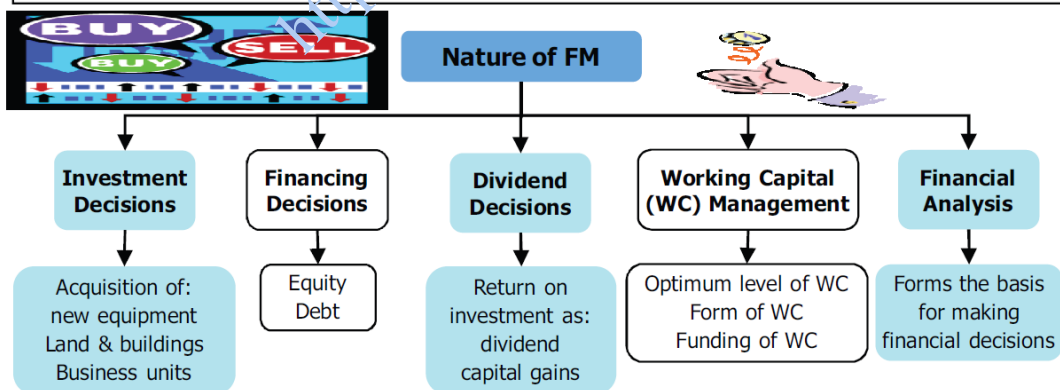 BUY
SELL
BUY
Nature of FM
Investment
Decisions
Financing
Decisions
Dividend
Decisions
Working Capital
(WC) Management
Financial
Analysis
Acquisition of:
new equipment
Land & buildings
Business units
Equity
Debt
Return on
investment as:
dividend
capital gains
Optimum level of WC
Form of WC
Funding of WC
Forms the basis
for making
financial decisions